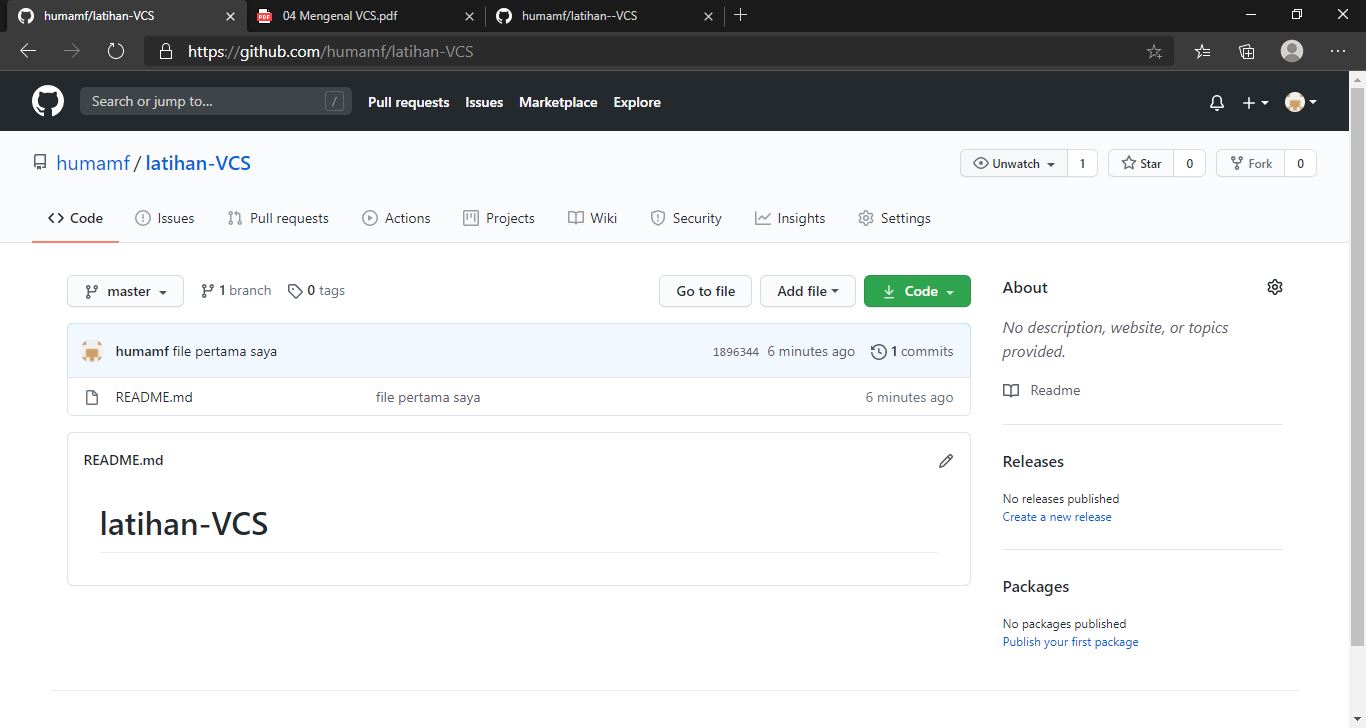 humamf/latihan-VCS
04 Mengenal VCS.pdf
humamf/latihan--VCS
https://github.com/humamf/latihan-VCS
Search or jump to...
/
Pull requests Issues Marketplace Explore
humamf / latihan-VCS
Unwatch 1
Star 0
Fork 0
Code Issues Pull requests Actions Projects Wiki Security Insights Settings
master 1 branch 0 tags
Go to file Add file Code
humamf file pertama saya 1896344 6 minutes ago 1 commits
README.md file pertama saya 6 minutes ago
README.md
latihan-VCS
About
No description, website, or topics
provided.
Readme
Releases
No releases published
Create a new release
Packages
No packages published
Publish your first package